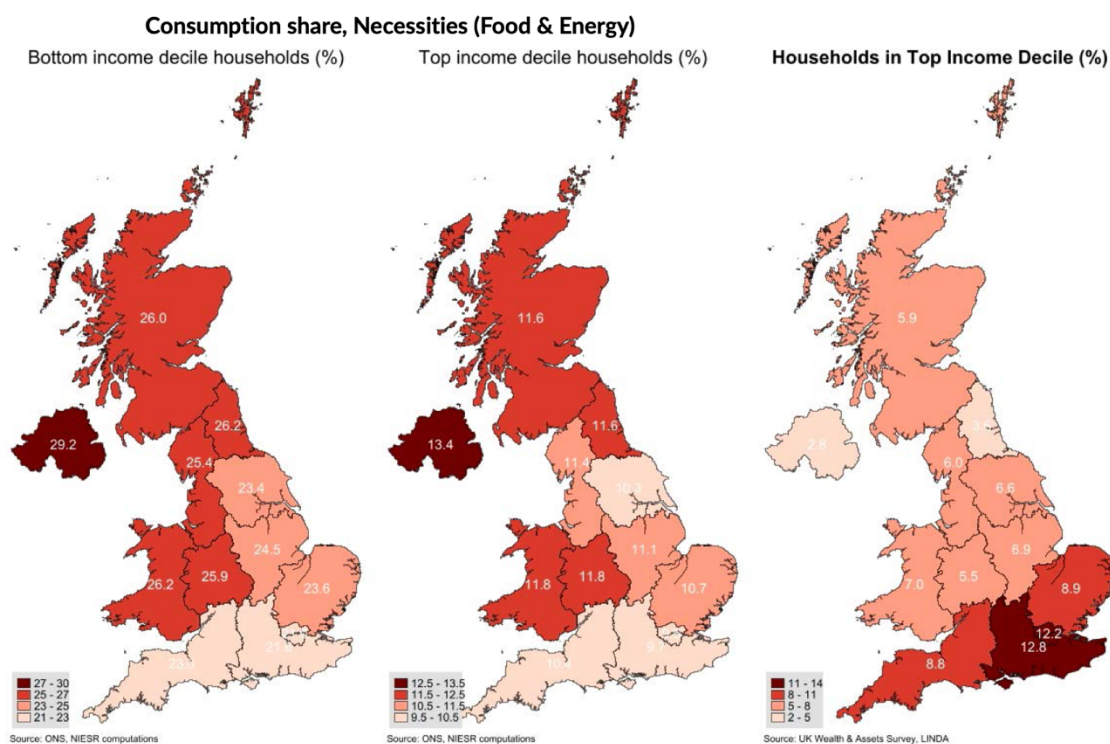 Consumption share, Necessities (Food & Energy)
Bottom income decile households (%)
Top income decile households (%)
Households in Top Income Decile (%)
26.0
29.2
26.2
25.4
23.4
24.5
26.2
25.9
23.6
27 - 30
25 - 27
23 - 25
21 - 23
Source: ONS, NIESR computations
11.6
13.4
11.6
11.4
10.3
11.1
11.8
11.8
10.7
12.5 - 13.5
11.5 - 12.5
10.5 - 11.5
9.5 - 10.5
Source: ONS, NIESR computations
5.9
2.8
6.0
6.6
6.9
7.0
5.5
8.9
12.2
12.8
8.8
11 - 14
8 - 11
5 - 8
2 - 5
Source: UK Wealth & Assets Survey, LINDA